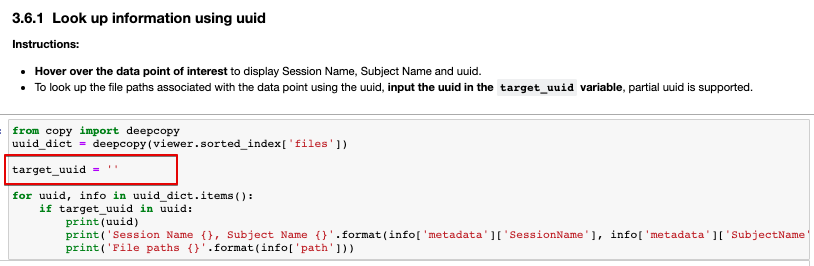 3.6.1 Look up information using uuid
Instructions:
• Hover over the data point of interest to display Session Name, Subject Name and uuid.
• To look up the file paths associated with the data point using the uuid, input the uuid in the target_uuid variable, partial uuid is supported.
from copy import deepcopy
uuid_dict = deepcopy(viewer.sorted_index['files'])
target_uuid = ''
for uuid, info in uuid_dict.items():
    if target_uuid in uuid:
        print(uuid)
        print('Session Name {}, Subject Name {}'.format(info['metadata']['SessionName'], info['metadata']['SubjectName'
        print('File paths {}'.format(info['path']))